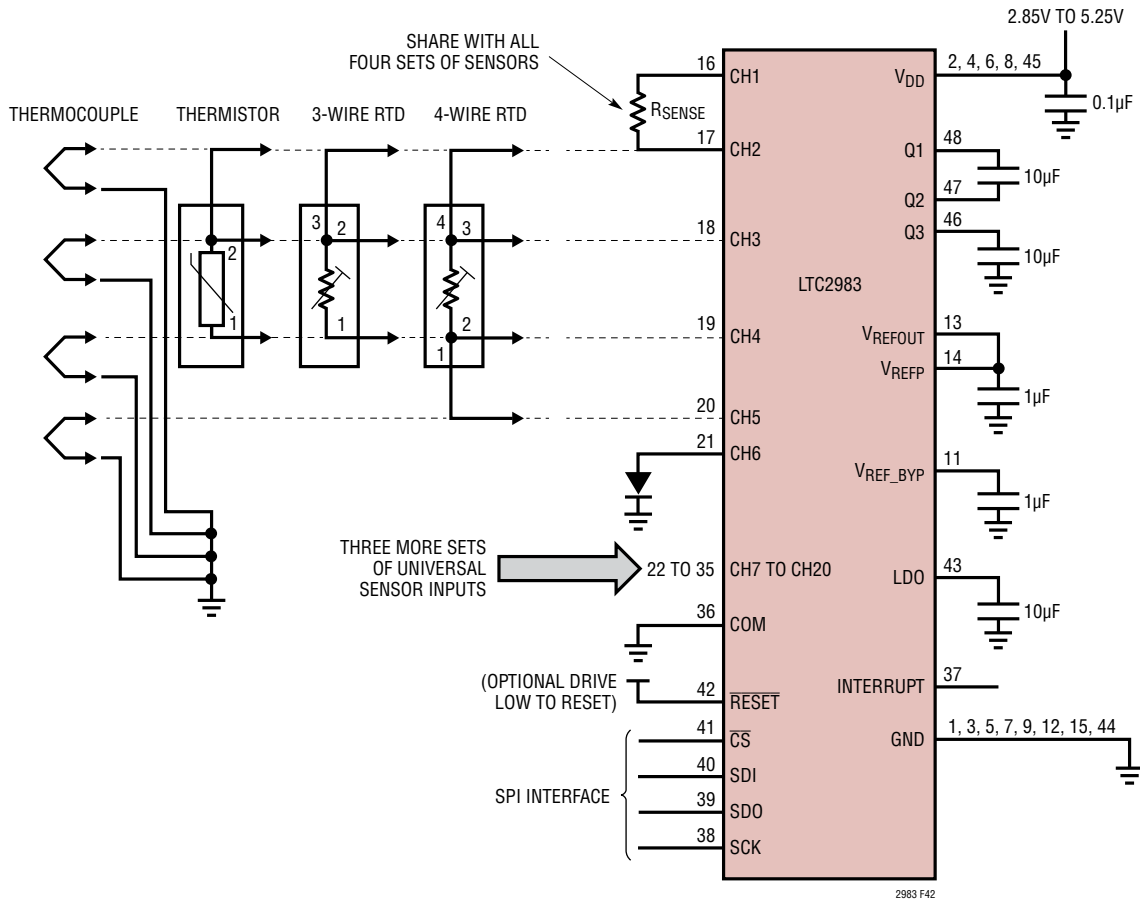 2.85V TO 5.25V
SHARE WITH ALL
FOUR SETS OF SENSORS
16
CH1
VDD
2, 4, 6, 8, 45
0.1µF
RSENSE
THERMOCOUPLE
THERMISTOR
3-WIRE RTD
4-WIRE RTD
17
CH2
Q1
48
10µF
Q2
47
4
3
3
2
2
18
CH3
Q3
46
10µF
LTC2983
1
1
2
1
19
CH4
VREFOUT
13
VREFP
14
1µF
20
CH5
21
CH6
VREF_BYP
11
1µF
THREE MORE SETS
OF UNIVERSAL
SENSOR INPUTS
22 TO 35
CH7 TO CH20
LDO
43
10µF
36
COM
(OPTIONAL DRIVE
LOW TO RESET)
42
RESET
INTERRUPT
37
41
CS
GND
1, 3, 5, 7, 9, 12, 15, 44
SPI INTERFACE
40
SDI
39
SDO
38
SCK
2983 F42